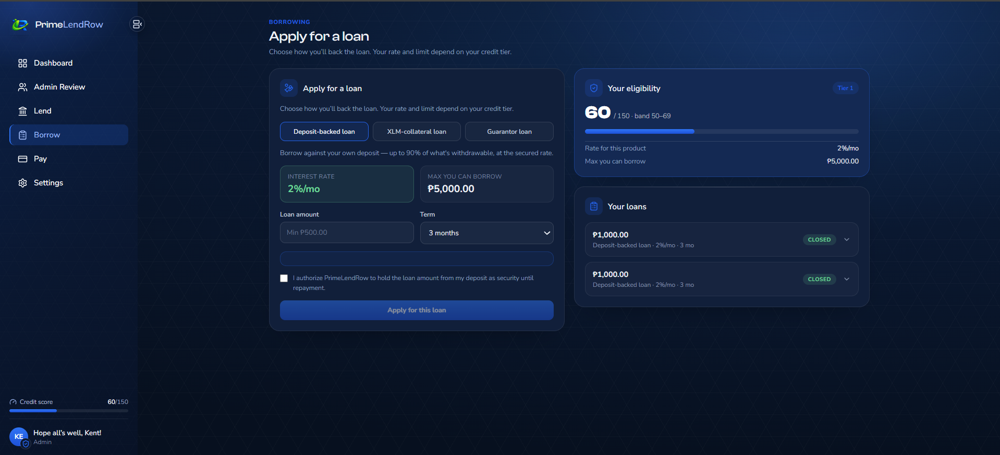 PrimeLendRow
Dashboard
Admin Review
Lend
Borrow
Pay
Settings
Credit score 60/150
KE
Hope all's well, Kent!
Admin
BORROWING
Apply for a loan
Choose how you'll back the loan. Your rate and limit depend on your credit tier.
Apply for a loan
Choose how you'll back the loan. Your rate and limit depend on your credit tier.
Deposit-backed loan XLM-collateral loan Guarantor loan
Borrow against your own deposit — up to 90% of what's withdrawable, at the secured rate.
INTEREST RATE
2%/mo
MAX YOU CAN BORROW
₱5,000.00
Loan amount
Min ₱500.00
Term
3 months
I authorize PrimeLendRow to hold the loan amount from my deposit as security until
repayment.
Apply for this loan
Your eligibility Tier 1
60 / 150 · band 50–69
Rate for this product 2%/mo
Max you can borrow ₱5,000.00
Your loans
₱1,000.00
Deposit-backed loan · 2%/mo · 3 mo
CLOSED
₱1,000.00
Deposit-backed loan · 2%/mo · 3 mo
CLOSED